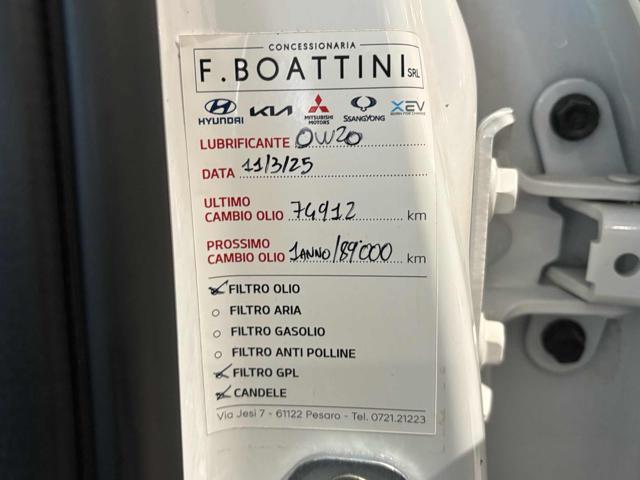 CONCESSIONARIA
F.BOATTINI SRL
HYUNDAI KIA MITSUBISHI MOTORS SSANGYONG XEV
LUBRIFICANTE 0W20
DATA 11/3/25
ULTIMO
CAMBIO OLIO 74912 km
PROSSIMO
CAMBIO OLIO 1 ANNO/89'000 km
FILTRO OLIO
FILTRO ARIA
FILTRO GASOLIO
FILTRO ANTI POLLINE
FILTRO GPL
CANDELE
Via Jesi 7 - 61122 Pesaro - Tel. 0721.21223